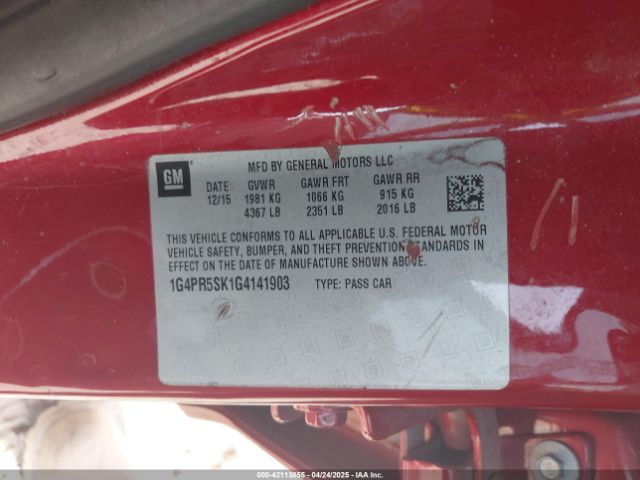 GM
MFD BY GENERAL MOTORS LLC
DATE GVWR GAWR FRT GAWR RR
12/15 1981 KG 1066 KG 915 KG
4367 LB 2351 LB 2016 LB
THIS VEHICLE CONFORMS TO ALL APPLICABLE U.S. FEDERAL MOTOR
VEHICLE SAFETY, BUMPER, AND THEFT PREVENTION STANDARDS IN
EFFECT ON THE DATE OF MANUFACTURE SHOWN ABOVE.
1G4PR5SK1G4141903 TYPE: PASS CAR
000-42113855 - 04/24/2025 - IAAI.COM